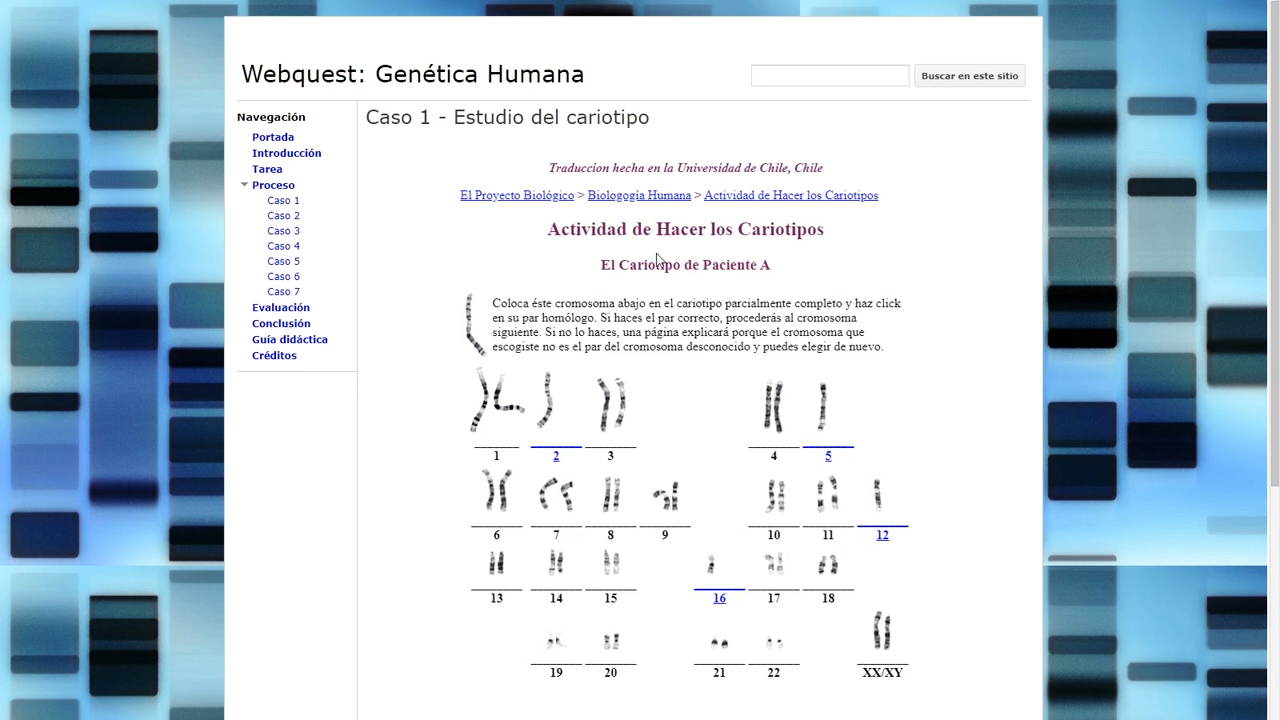 Webquest: Genética Humana
Buscar en este sitio
Navegación
Portada
Introducción
Tarea
Proceso
Caso 1
Caso 2
Caso 3
Caso 4
Caso 5
Caso 6
Caso 7
Evaluación
Conclusión
Guía didáctica
Créditos
Caso 1 - Estudio del cariotipo
Traduccíon hecha en la Universidad de Chile, Chile
El Proyecto Biológico > Biologogía Humana > Actividad de Hacer los Cariotipos
Actividad de Hacer los Cariotipos
El Cariotipo de Paciente A
Coloca éste cromosoma abajo en el cariotipo parcialmente completo y haz click
en su par homólogo. Si haces el par correcto, procederás al cromosoma
siguiente. Si no lo haces, una página explicará porque el cromosoma que
escogiste no es el par del cromosoma desconocido y puedes elegir de nuevo.
1 2 3 4 5
6 7 8 9 10 11 12
13 14 15 16 17 18
19 20 21 22 XX/XY